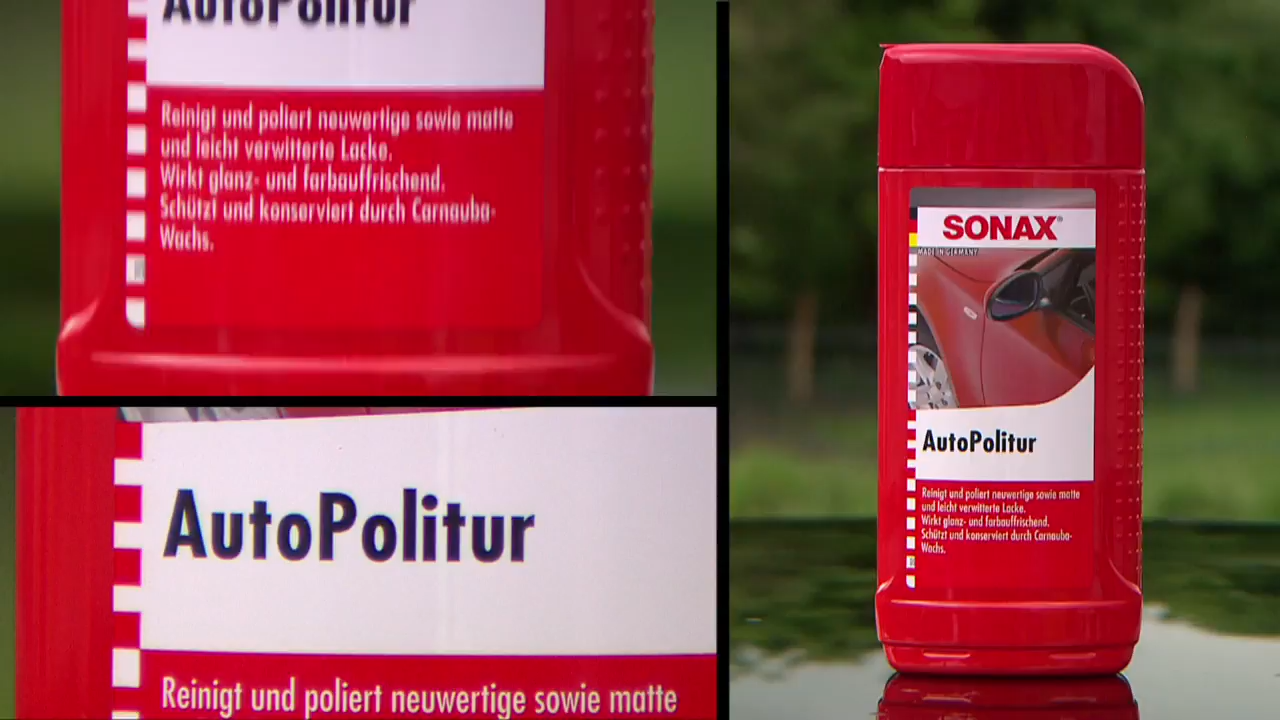 AutoPolitur
Reinigt und poliert neuwertige sowie matte
und leicht verwitterte Lacke.
Wirkt glanz- und farbauffrischend.
Schützt und konserviert durch Carnauba-
Wachs.
AutoPolitur
Reinigt und poliert neuwertige sowie matte
SONAX®
MADE IN GERMANY
AutoPolitur
Reinigt und poliert neuwertige sowie matte
und leicht verwitterte Lacke.
Wirkt glanz- und farbauffrischend.
Schützt und konserviert durch Carnauba-
Wachs.